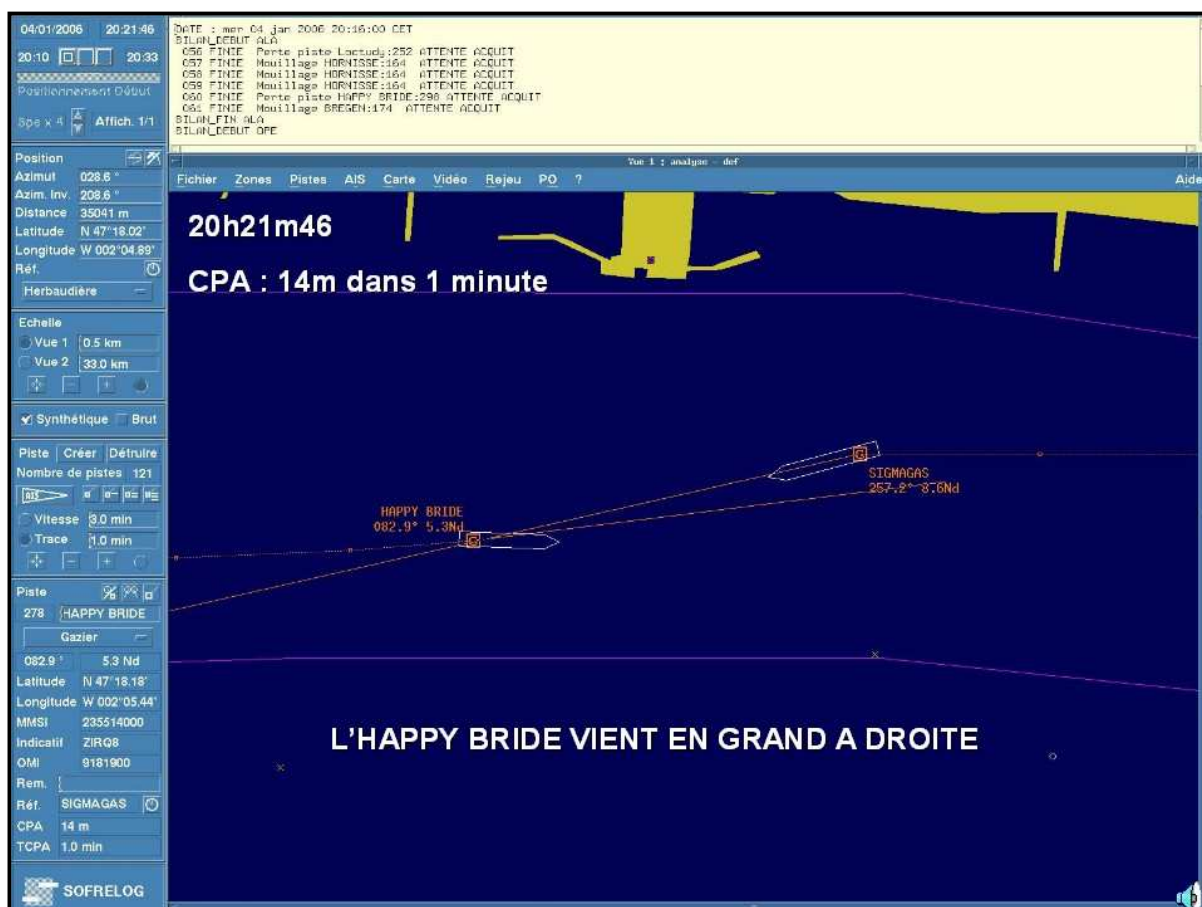 04/01/2006 20:21:46
20:10 20:33
Positionnement Début
Spe x 4 Affich. 1/1
DATE : mer 04 jan 2006 20:16:00 CET
BILAN_DEBUT ALA
056 FINIE Perte piste Loctudy:252 ATTENTE ACQUIT
057 FINIE Mouillage HORNISSE:164 ATTENTE ACQUIT
058 FINIE Mouillage HORNISSE:164 ATTENTE ACQUIT
059 FINIE Mouillage HORNISSE:164 ATTENTE ACQUIT
060 FINIE Perte piste HAPPY BRIDE:298 ATTENTE ACQUIT
061 FINIE Mouillage BREGEN:174 ATTENTE ACQUIT
BILAN_FIN ALA
BILAN_DEBUT OPE
Vue 1 : analyse - def
Fichier Zones Pistes AIS Carte Vidéo Rejeu PO ? Aide
Position
Azimut 028.6 °
Azim. Inv. 208.6 °
Distance 35041 m
Latitude N 47°18.02'
Longitude W 002°04.89'
Réf.
Herbaudière
Echelle
Vue 1 0.5 km
Vue 2 33.0 km
Synthétique Brut
Piste Créer Détruire
Nombre de pistes 121
AIS
Vitesse 3.0 min
Trace 1.0 min
Piste
278 HAPPY BRIDE
Gazier
082.9 ° 5.3 Nd
Latitude N 47°18.18'
Longitude W 002°05.44'
MMSI 235514000
Indicatif ZIRQ8
OMI 9181900
Rem.
Réf. SIGMAGAS
CPA 14 m
TCPA 1.0 min
SOFRELOG
20h21m46
CPA : 14m dans 1 minute
G
SIGMAGAS
257.2° 8.6Nd
HAPPY BRIDE
082.9° 5.3Nd
G
L'HAPPY BRIDE VIENT EN GRAND A DROITE